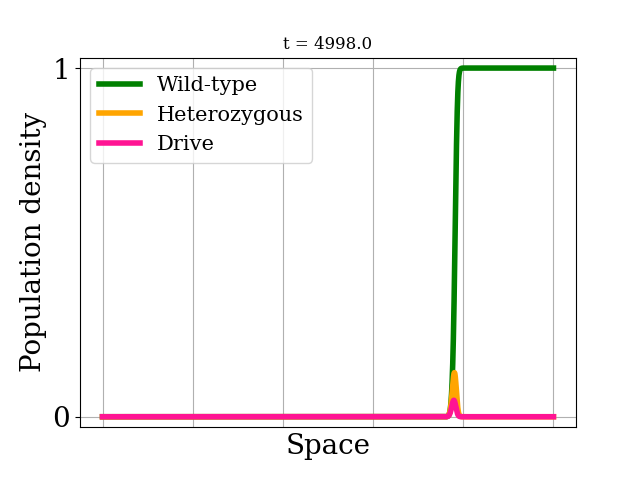 t = 4998.0
1
Wild-type
Heterozygous
Drive
Population density
0
Space